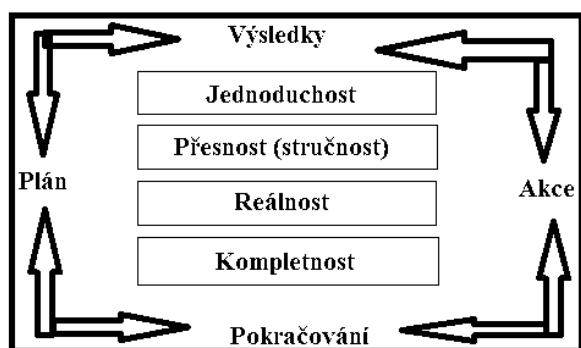 Výsledky
Jednoduchost
Přesnost (stručnost)
Plán
Akce
Reálnost
Kompletnost
Pokračování